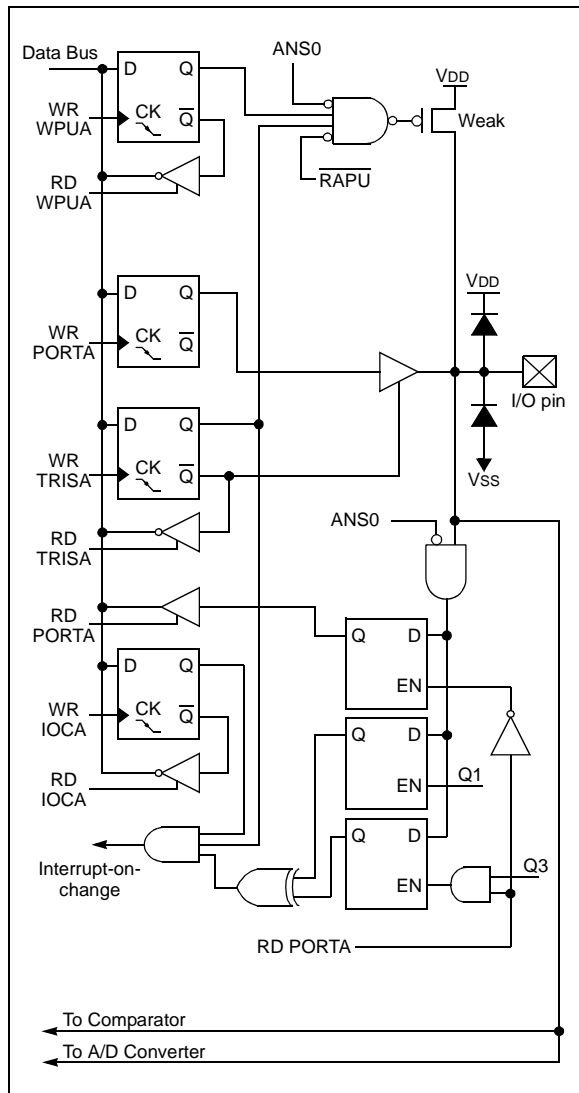 Data Bus
ANS0
VDD
D Q
WR
WPUA
CK
Q
Weak
RD
WPUA
RAPU
VDD
D Q
WR
PORTA
CK
Q
I/O pin
D Q
WR
TRISA
CK
Q
VSS
ANS0
RD
TRISA
RD
PORTA
Q D
EN
D Q
WR
IOCA
CK
Q
Q D
RD
IOCA
EN
Q1
Q D
Interrupt-on-
change
EN
Q3
RD PORTA
To Comparator
To A/D Converter